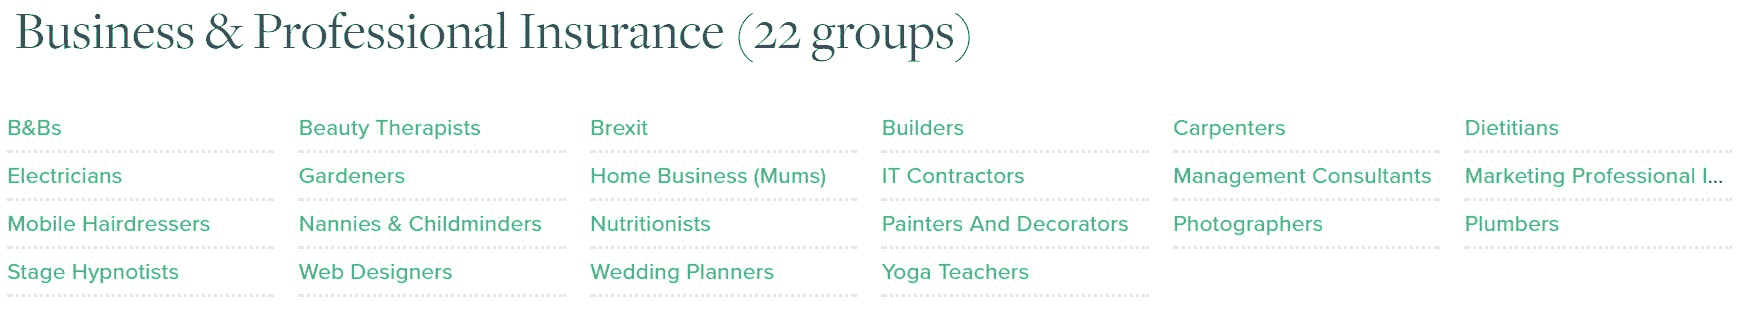 Business & Professional Insurance (22 groups)
B&Bs Beauty Therapists Brexit Builders Carpenters Dietitians
Electricians Gardeners Home Business (Mums) IT Contractors Management Consultants Marketing Professional I...
Mobile Hairdressers Nannies & Childminders Nutritionists Painters And Decorators Photographers Plumbers
Stage Hypnotists Web Designers Wedding Planners Yoga Teachers